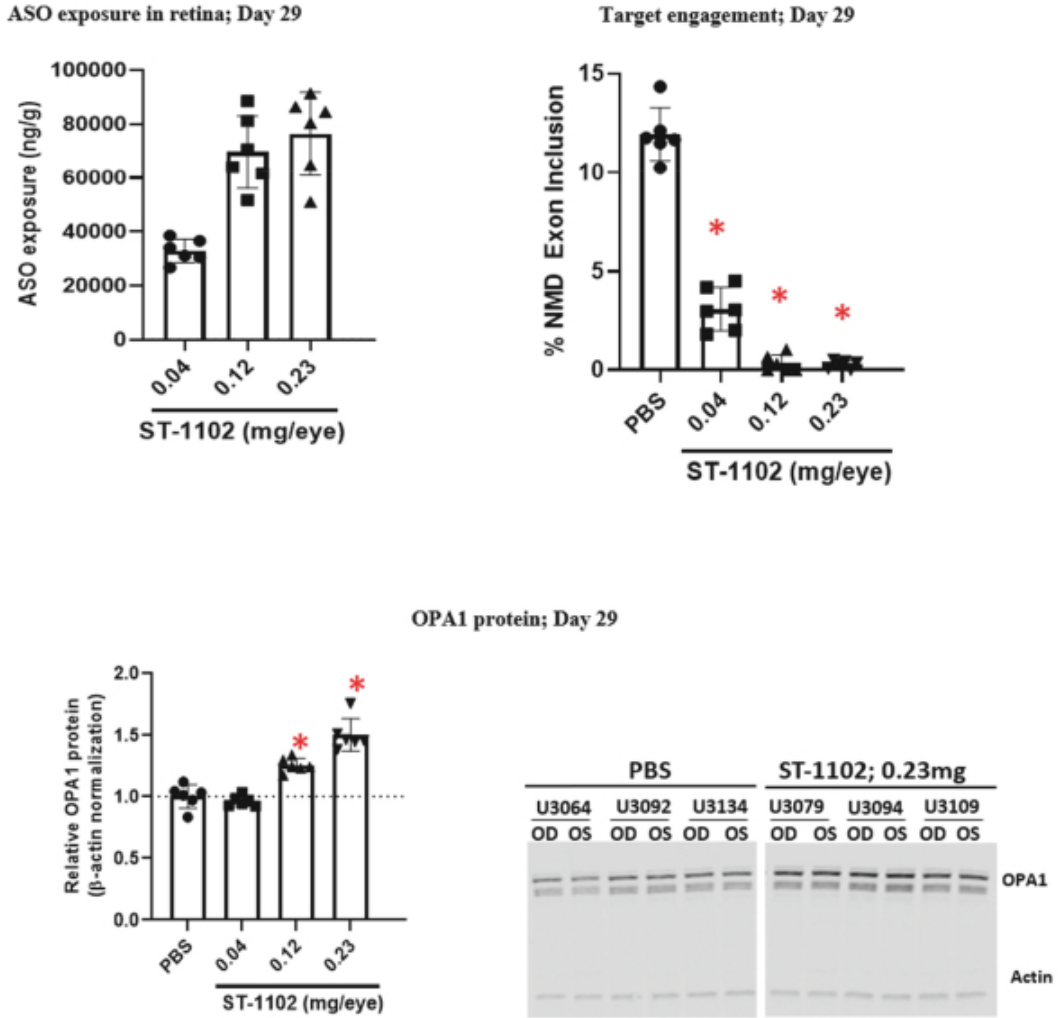 ASO exposure in retina; Day 29
ASO exposure (ng/g)
100000
80000
60000
40000
20000
0
0.04
0.12
0.23
ST-1102 (mg/eye)
Target engagement; Day 29
% NMD Exon Inclusion
15
10
5
0
*
*
*
PBS
0.04
0.12
0.23
ST-1102 (mg/eye)
OPA1 protein; Day 29
Relative OPA1 protein
(β-actin normalization)
2.0
1.5
1.0
0.5
0.0
*
*
PBS
0.04
0.12
0.23
ST-1102 (mg/eye)
PBS
ST-1102; 0.23mg
U3064 U3092 U3134 U3079 U3094 U3109
OD OS OD OS OD OS OD OS OD OS OD OS
OPA1
Actin